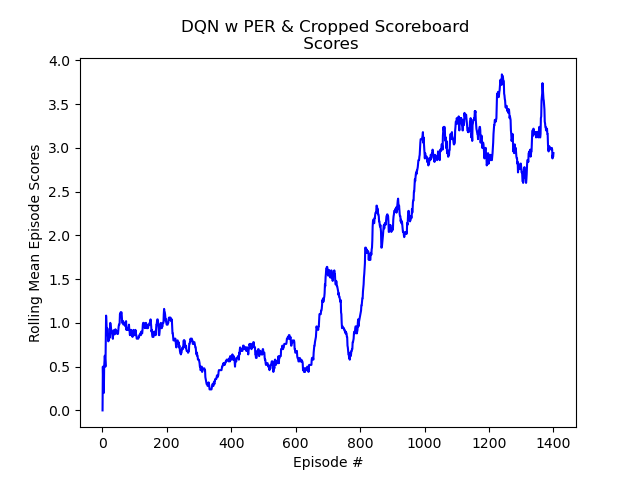 DQN w PER & Cropped Scoreboard
Scores
4.0
3.5
3.0
2.5
2.0
1.5
1.0
0.5
0.0
Rolling Mean Episode Scores
0 200 400 600 800 1000 1200 1400
Episode #